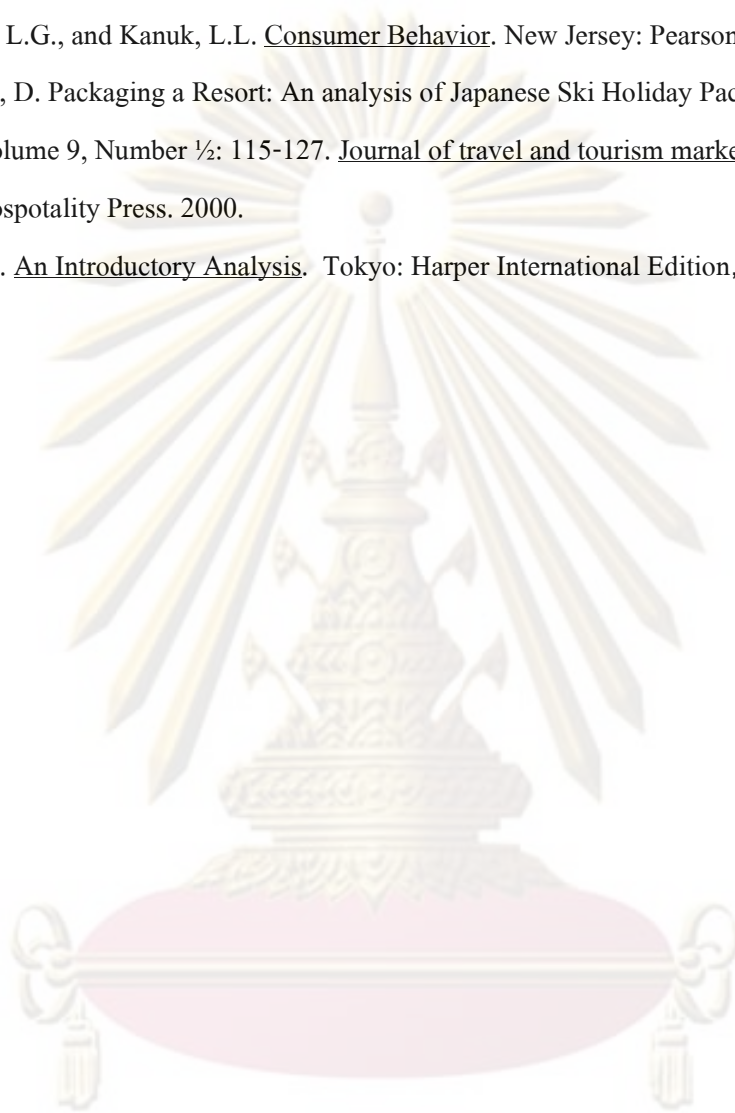 L.G., and Kanuk, L.L. Consumer Behavior. New Jersey: Pearson
, D. Packaging a Resort: An analysis of Japanese Ski Holiday Pac
olume 9, Number ½: 115-127. Journal of travel and tourism marke
ospotality Press. 2000.
. An Introductory Analysis. Tokyo: Harper International Edition,